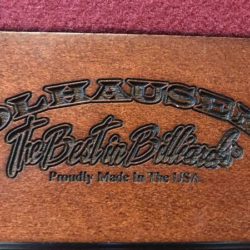 OLHAUSEN
The Best in Billiards
Proudly Made In The USA